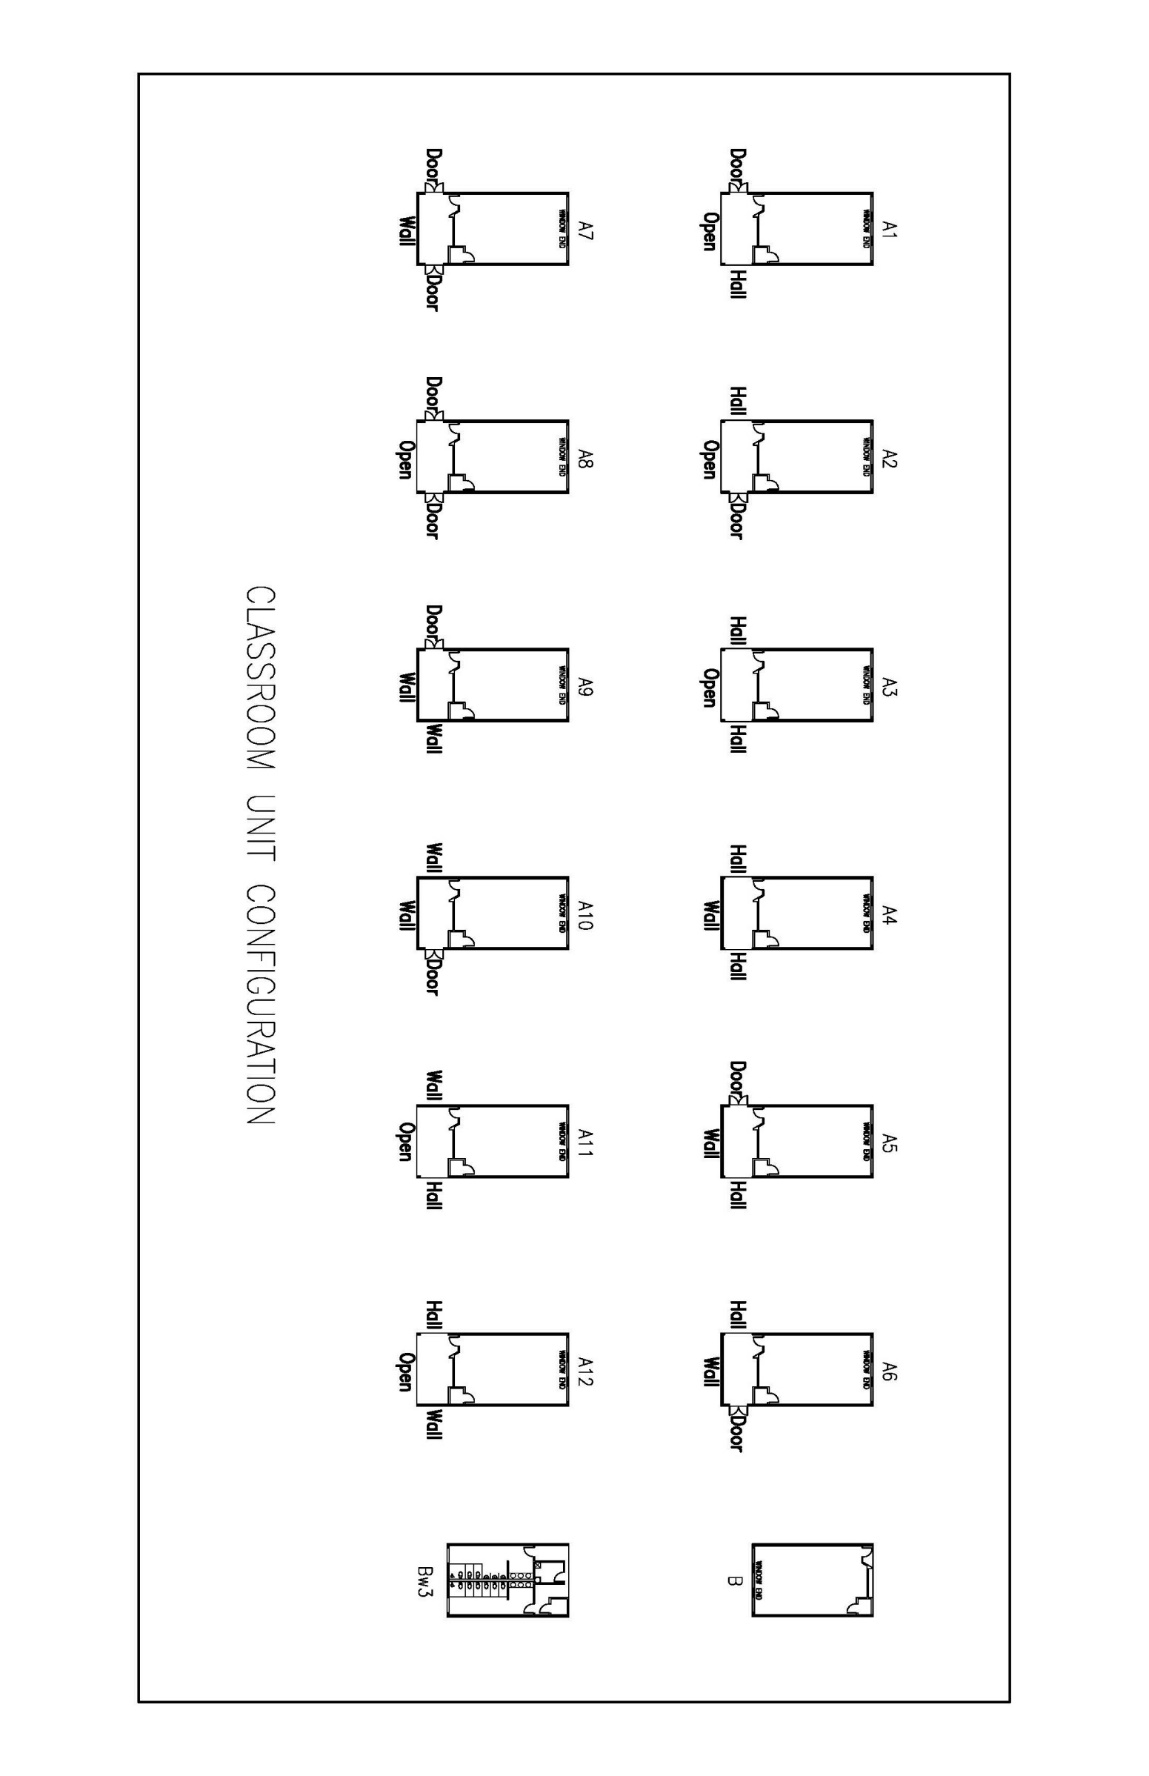 A1
WINDOW END
Door
Hall
Open
A2
WINDOW END
Hall
Door
Open
A3
WINDOW END
Hall
Hall
Open
A4
WINDOW END
Hall
Hall
Wall
A5
WINDOW END
Door
Hall
Wall
A6
WINDOW END
Hall
Door
Wall
WINDOW END
B
A7
WINDOW END
Door
Door
Wall
A8
WINDOW END
Door
Door
Open
A9
WINDOW END
Door
Wall
Wall
A10
WINDOW END
Wall
Door
Wall
A11
WINDOW END
Wall
Hall
Open
A12
WINDOW END
Hall
Wall
Open
Bw3
CLASSROOM UNIT CONFIGURATION